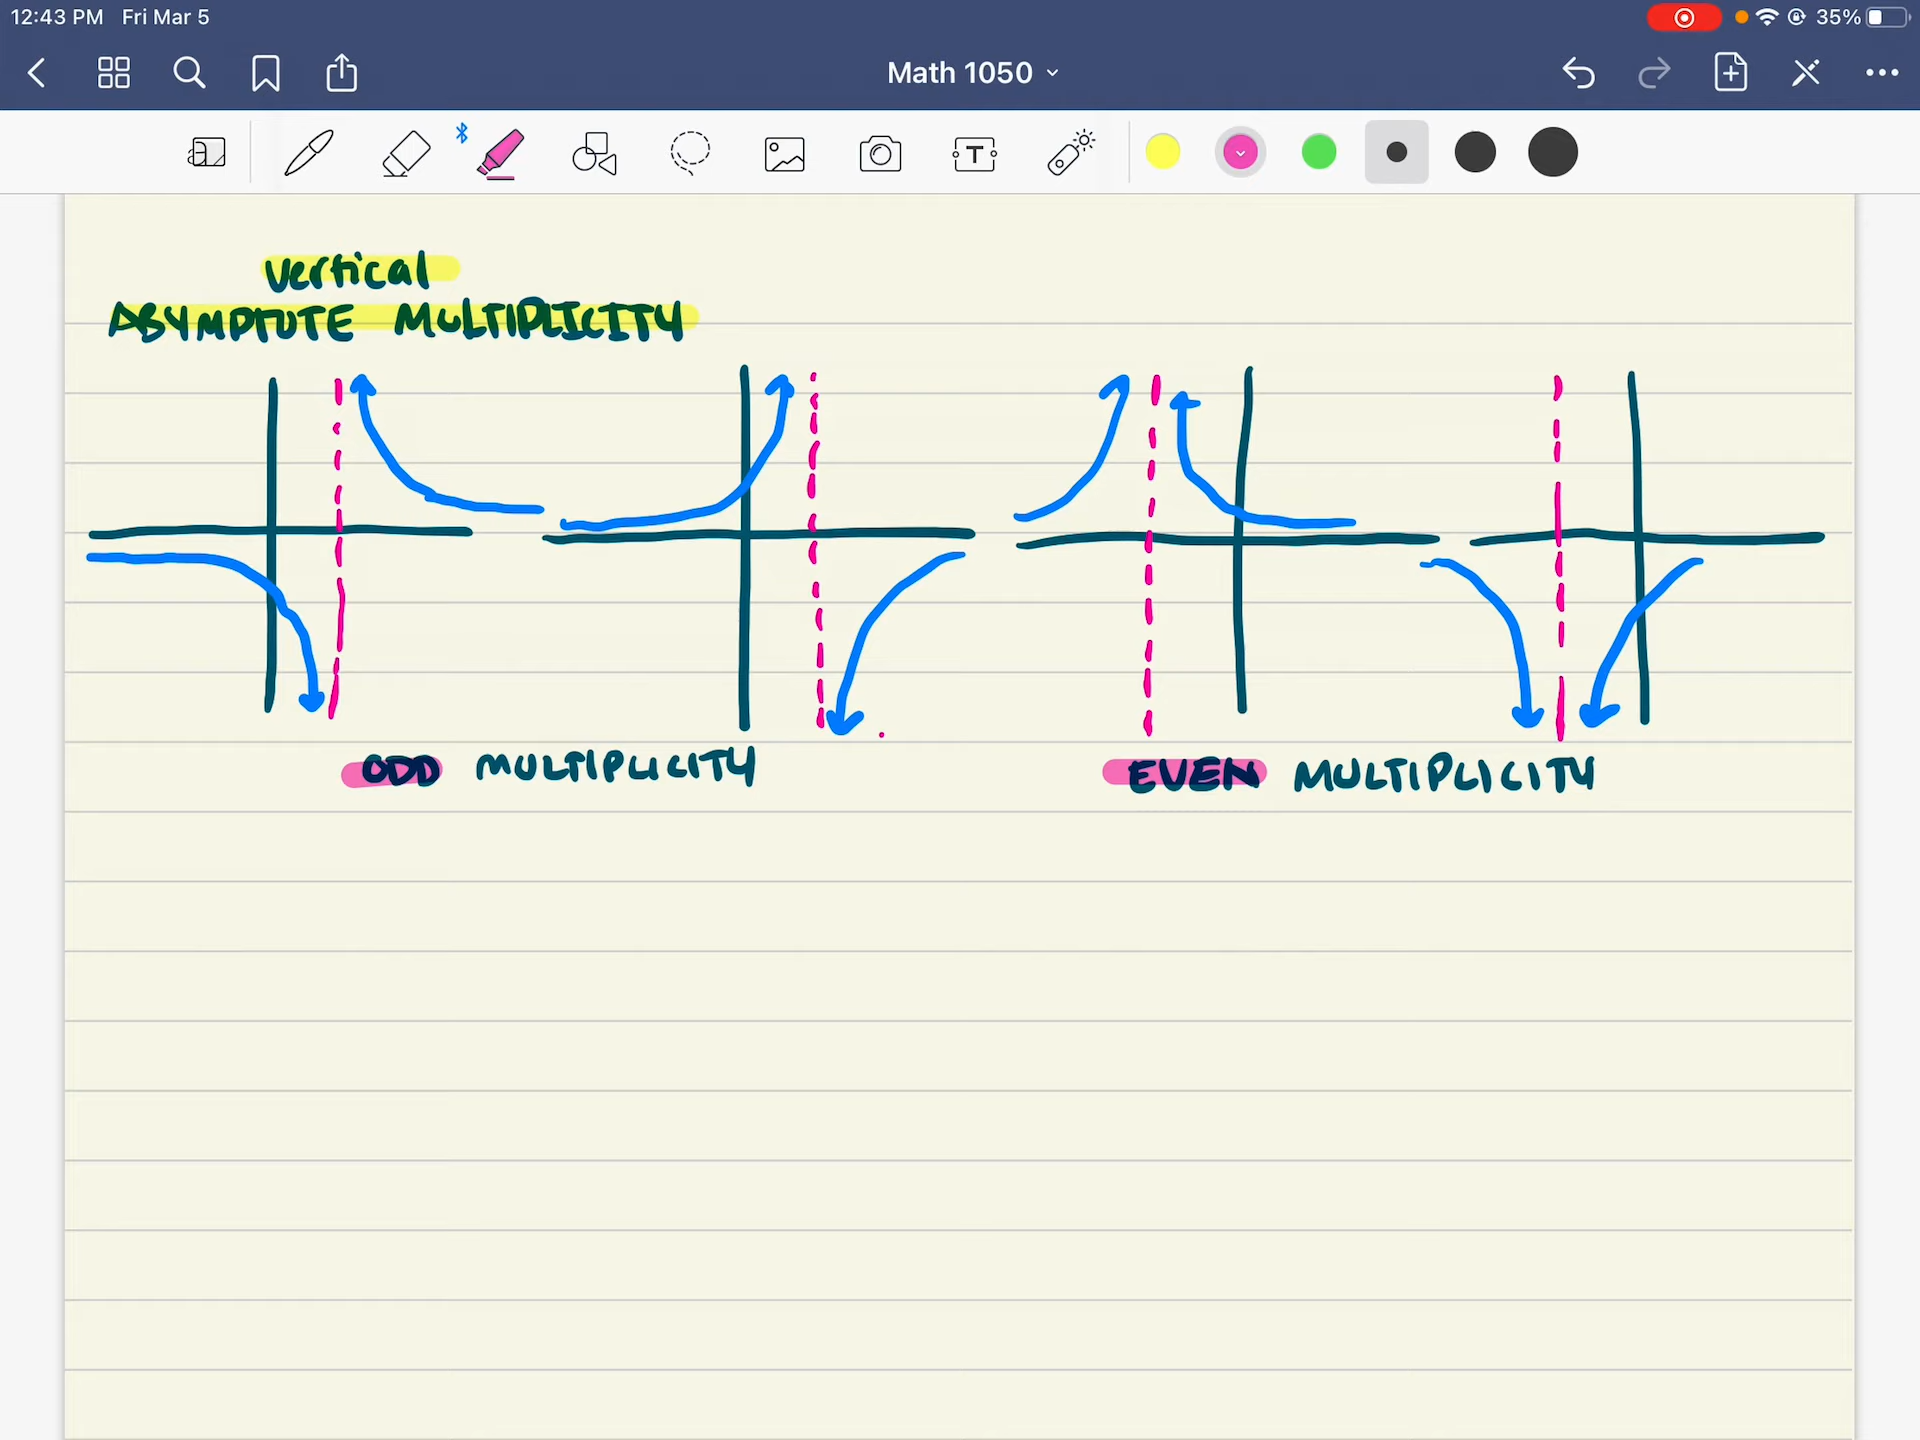 12:43 PM Fri Mar 5
35%
Math 1050
T
Vertical
ASYMPTOTE MULTIPLICITY
ODD MULTIPLICITY
EVEN MULTIPLICITY